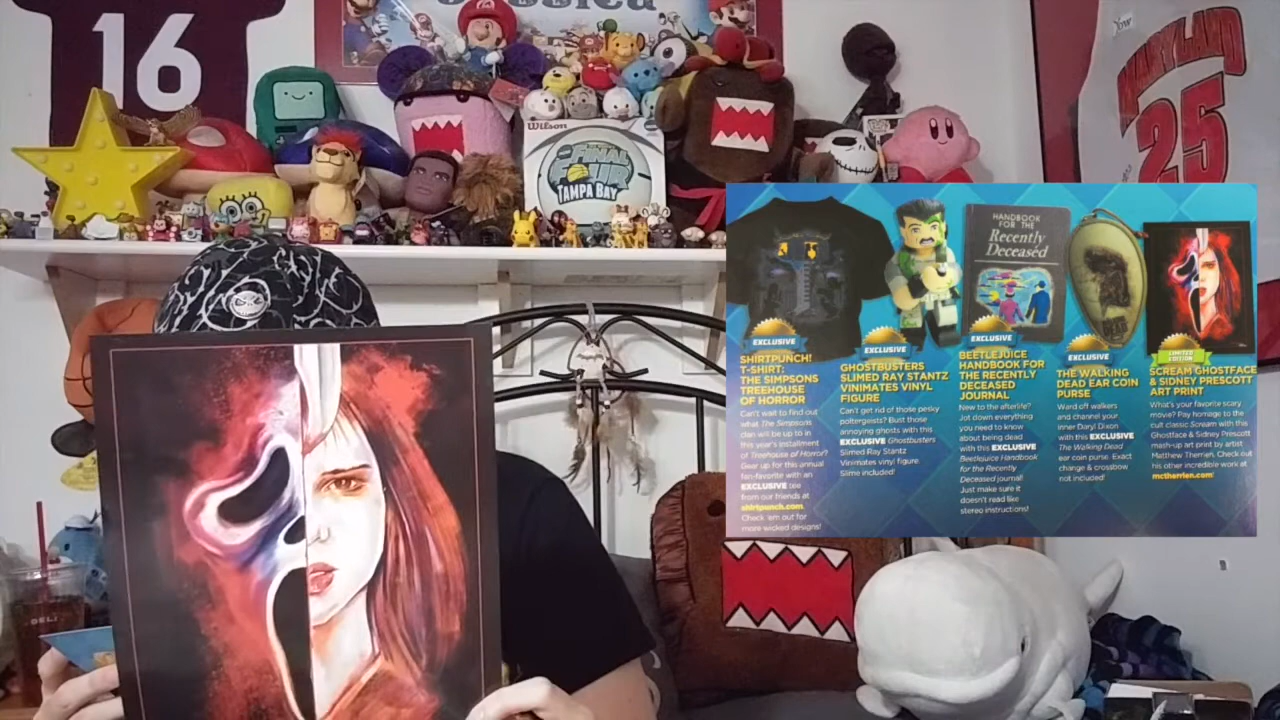 16
Wilson
FINAL
FOUR
TAMPA BAY
MARYLAND
25
DELI
HANDBOOK
FOR THE
Recently
Deceased
EXCLUSIVE
SHIRTPUNCH!
T-SHIRT:
THE SIMPSONS
TREEHOUSE
OF HORROR
Can't wait to find out
what The Simpsons
clan will be up to in
this year's installment
of Treehouse of Horror?
Gear up for this annual
fan-favorite with an
EXCLUSIVE tee
from our friends at
shirtpunch.com.
Check 'em out for
more wicked designs!
EXCLUSIVE
GHOSTBUSTERS
SLIMED RAY STANTZ
VINIMATES VINYL
FIGURE
Can't get rid of those pesky
poltergeists? Bust those
annoying ghosts with this
EXCLUSIVE Ghostbusters
Slimed Ray Stantz
Vinimates vinyl figure.
Slime included!
EXCLUSIVE
BEETLEJUICE
HANDBOOK FOR
THE RECENTLY
DECEASED
JOURNAL
New to the afterlife?
Jot down everything
you need to know
about being dead
with this EXCLUSIVE
Beetlejuice Handbook
for the Recently
Deceased journal!
Just make sure it
doesn't read like
stereo instructions!
EXCLUSIVE
THE WALKING
DEAD EAR COIN
PURSE
Ward off walkers
and channel your
inner Daryl Dixon
with this EXCLUSIVE
The Walking Dead
ear coin purse. Exact
change & crossbow
not included!
LIMITED
EDITION
SCREAM GHOSTFACE
& SIDNEY PRESCOTT
ART PRINT
What's your favorite scary
movie? Pay homage to the
cult classic Scream with this
Ghostface & Sidney Prescott
mash-up art print by artist
Matthew Therrien. Check out
his other incredible work at
mctherrien.com!